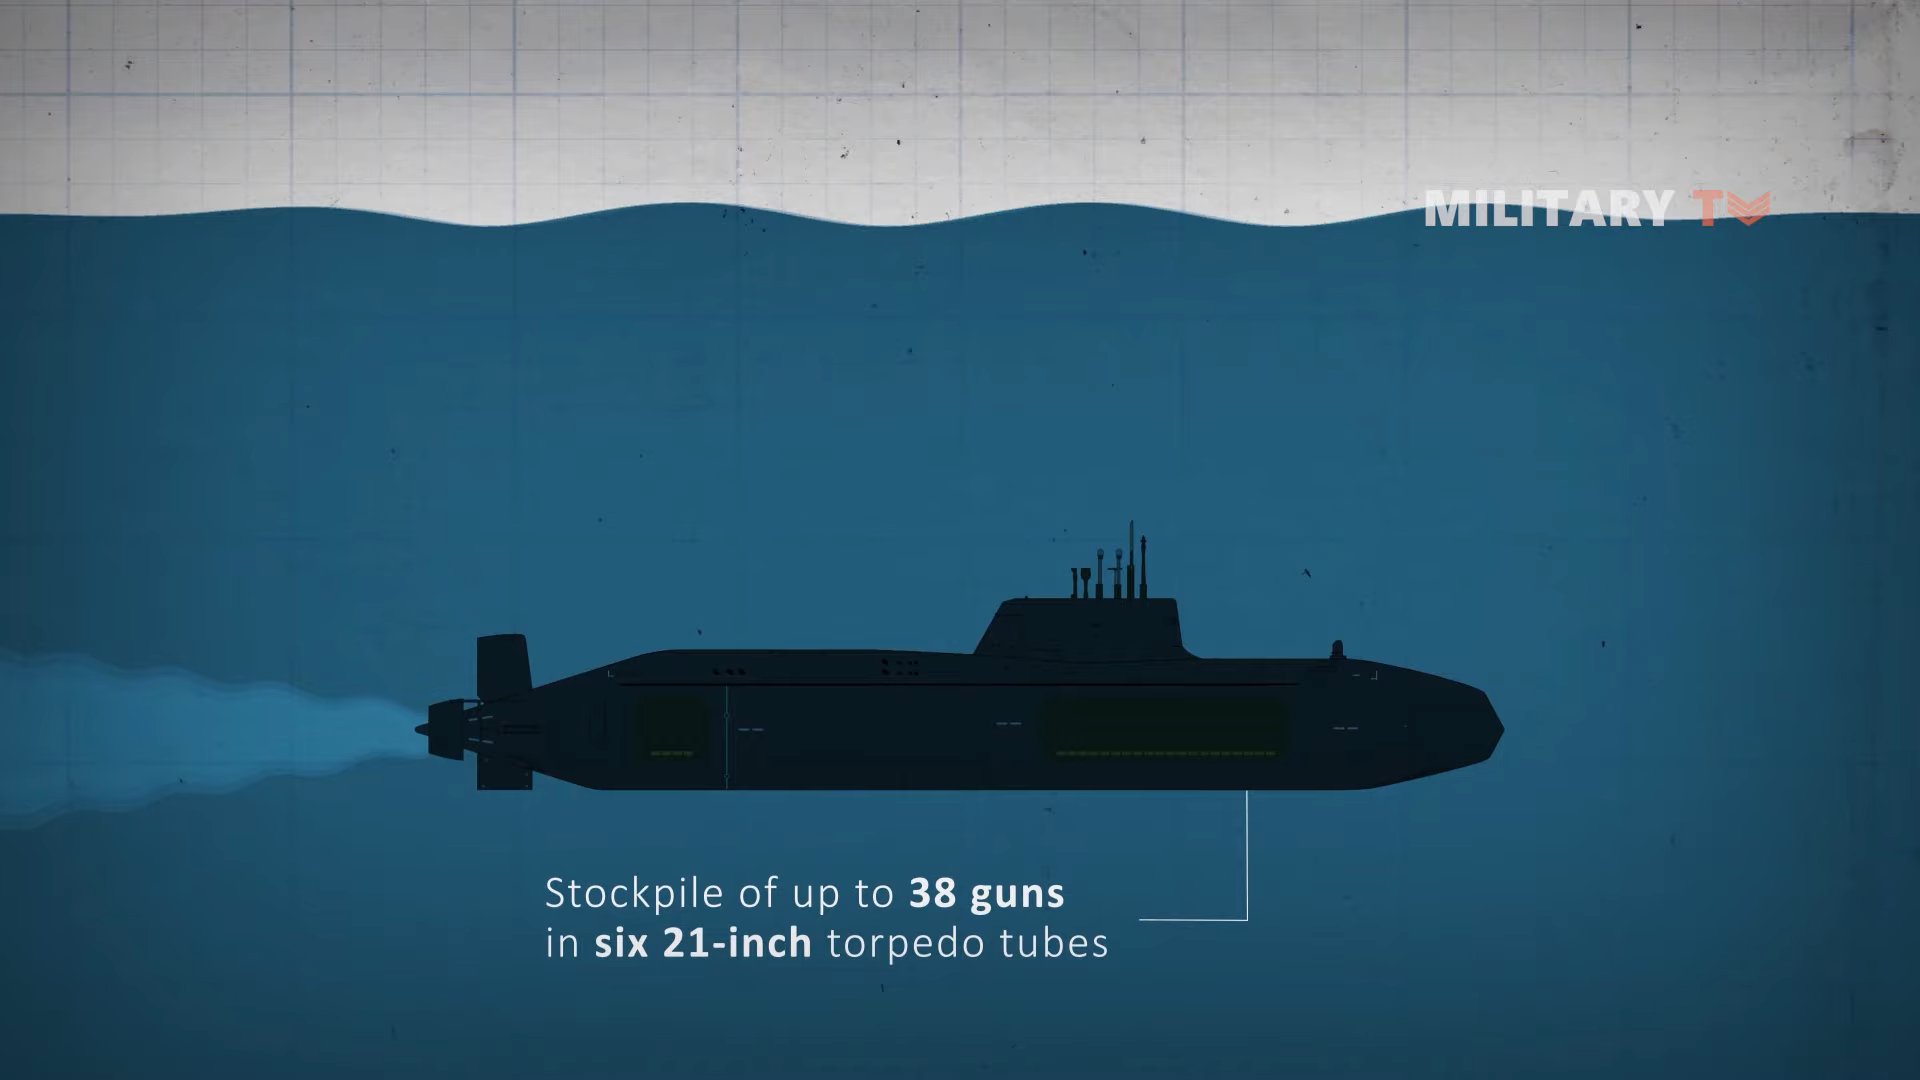 MILITARY TV
Stockpile of up to 38 guns
in six 21-inch torpedo tubes